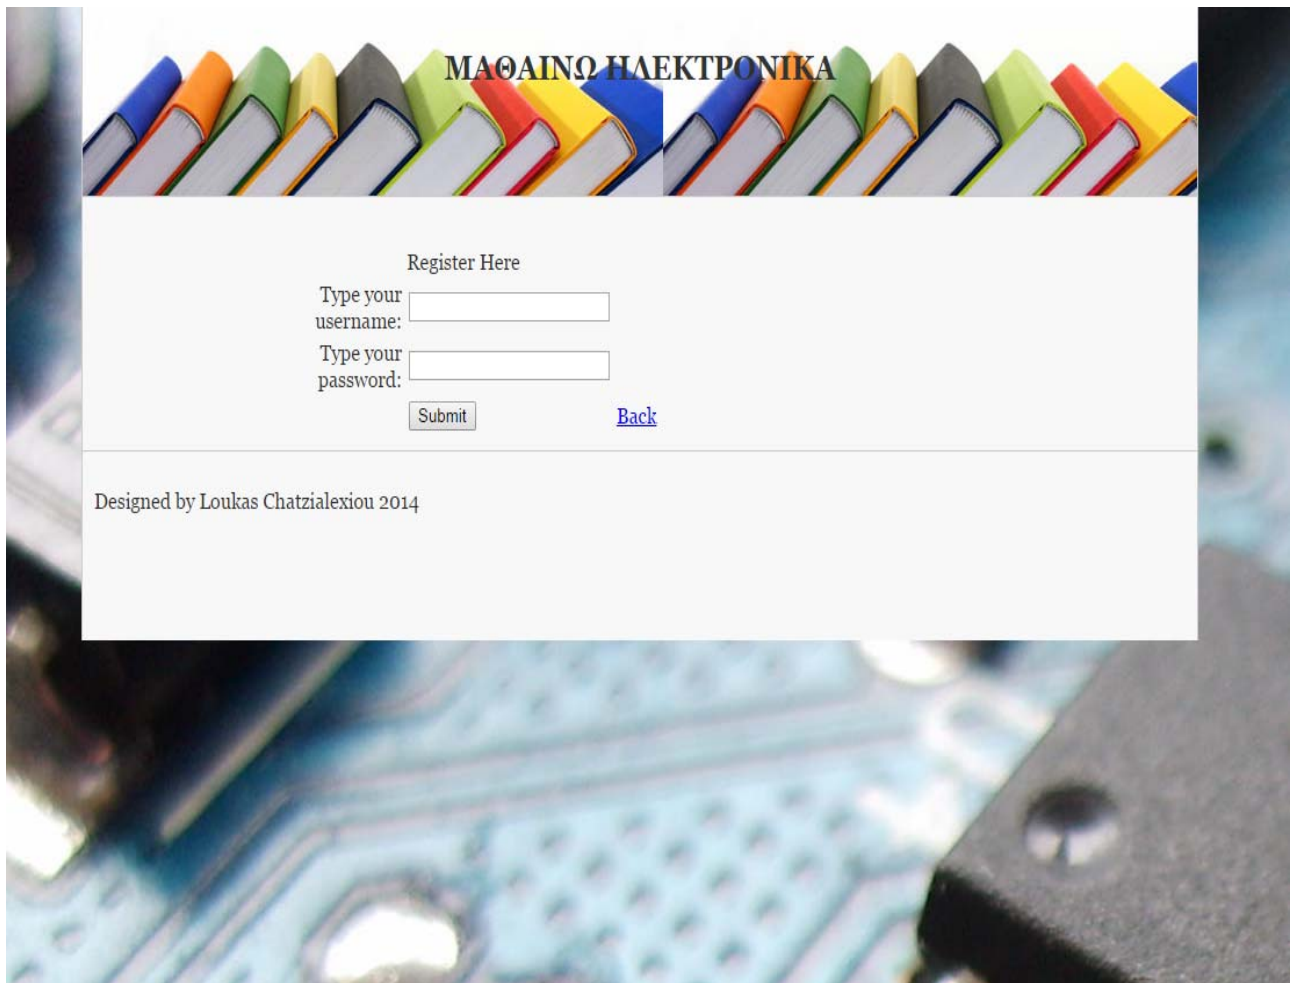 ΜΑΘΑΙΝΩ ΗΛΕΚΤΡΟΝΙΚΑ
Register Here
Type your
username:
Type your
password:
Submit Back
Designed by Loukas Chatzialexiou 2014